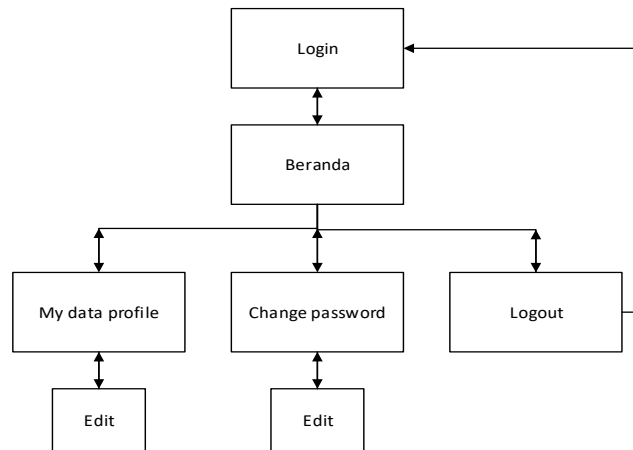 Login
Beranda
My data profile
Change password
Logout
Edit
Edit